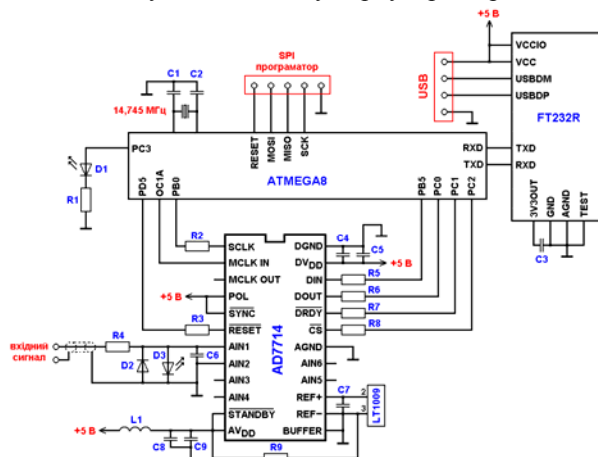 +5 В
SPI
програматор
C1
C2
14,745 МГц
USB
VCCIO
VCC
USBDM
USBDP
FT232R
RESET
MOSI
MISO
SCK
PC3
RXD
TXD
RXD
TXD
ATMEGA8
D1
R1
PD5
OC1A
PB0
PB5
PC0
PC1
PC2
3V3OUT
GND
AGND
TEST
C3
R2
SCLK
DGND
C4
C5
MCLK IN
DVDD
+5 В
MCLK OUT
DIN
R5
+5 В
POL
DOUT
R6
SYNC
DRDY
R7
R3
RESET
CS
R8
вхідний
сигнал
R4
AIN1
AGND
D2
D3
C6
AIN2
AIN6
AIN3
AIN5
AD7714
AIN4
REF+
C7
2
LT1009
STANDBY
REF−
3
+5 В
L1
AVDD
BUFFER
C8
C9
R9